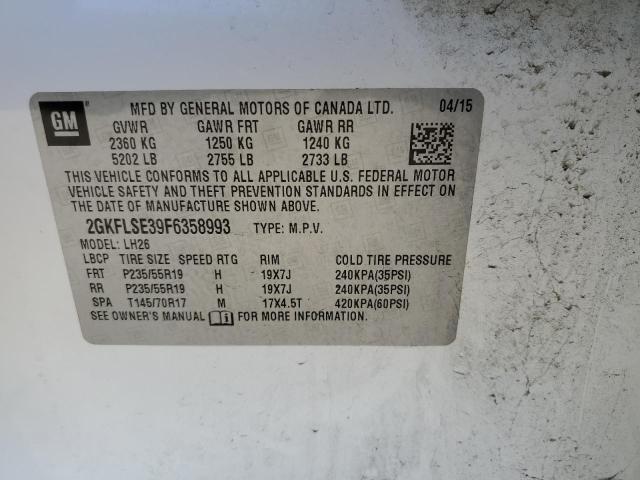 GM MFD BY GENERAL MOTORS OF CANADA LTD. 04/15
GVWR GAWR FRT GAWR RR
2360 KG 1250 KG 1240 KG
5202 LB 2755 LB 2733 LB
THIS VEHICLE CONFORMS TO ALL APPLICABLE U.S. FEDERAL MOTOR
VEHICLE SAFETY AND THEFT PREVENTION STANDARDS IN EFFECT ON
THE DATE OF MANUFACTURE SHOWN ABOVE.
2GKFLSE39F6358993 TYPE: M.P.V.
MODEL: LH26
LBCP TIRE SIZE SPEED RTG RIM COLD TIRE PRESSURE
FRT P235/55R19 H 19X7J 240KPA(35PSI)
RR P235/55R19 H 19X7J 240KPA(35PSI)
SPA T145/70R17 M 17X4.5T 420KPA(60PSI)
SEE OWNER'S MANUAL i FOR MORE INFORMATION.